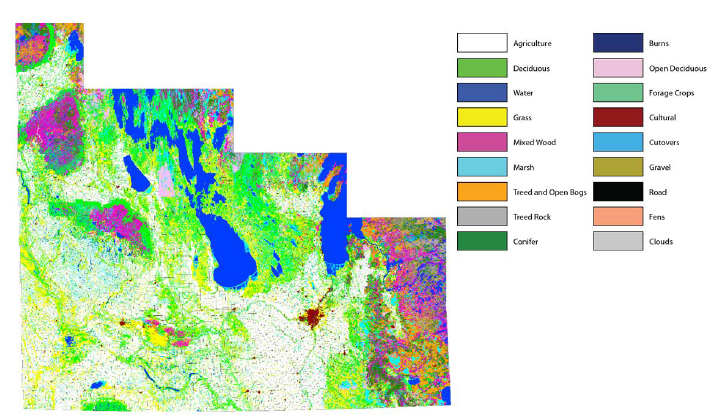 Agriculture
Deciduous
Water
Grass
Mixed Wood
Marsh
Treed and Open Bogs
Treed Rock
Conifer
Burns
Open Deciduous
Forage Crops
Cultural
Cutovers
Gravel
Road
Fens
Clouds